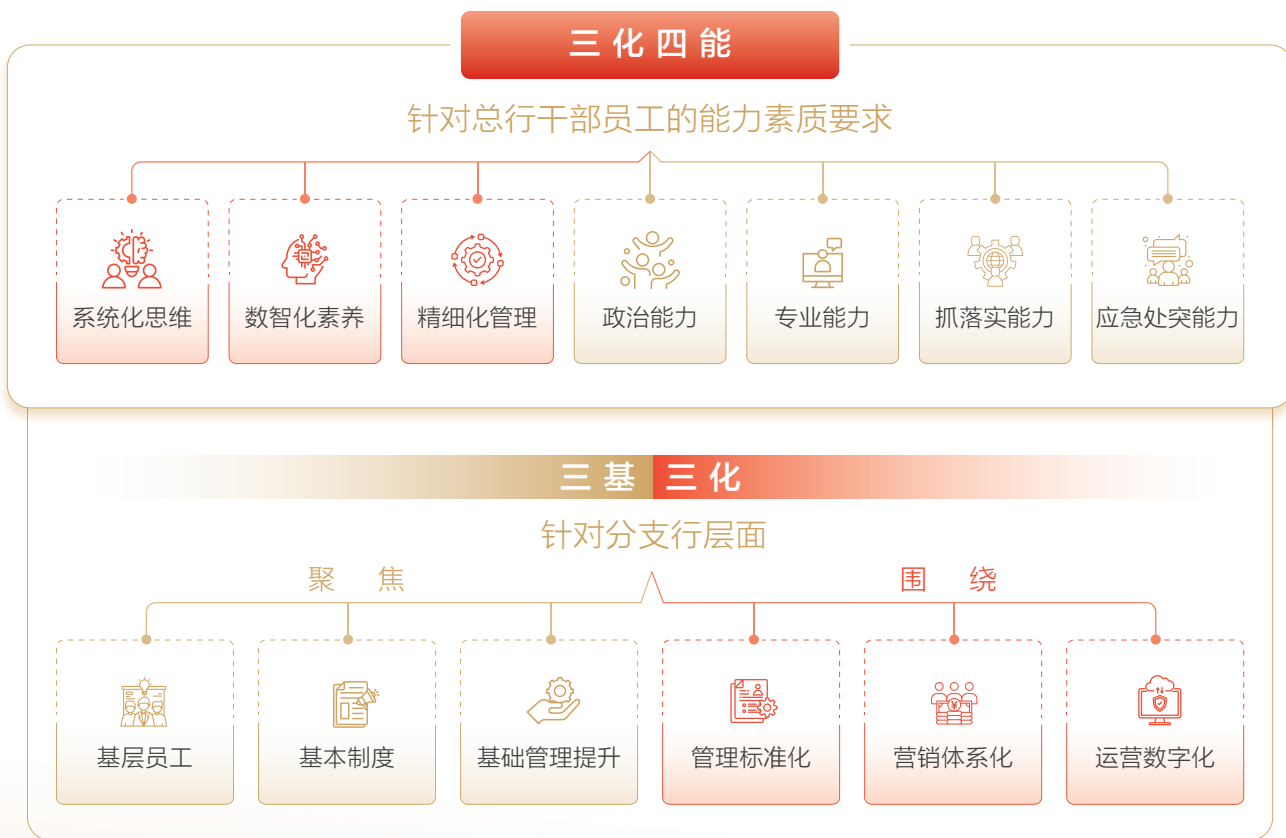 三化四能
针对总行干部员工的能力素质要求
系统化思维
数智化素养
精细化管理
政治能力
专业能力
抓落实能力
应急处突能力
三基三化
针对分支行层面
聚焦
围绕
基层员工
基本制度
基础管理提升
管理标准化
营销体系化
运营数字化